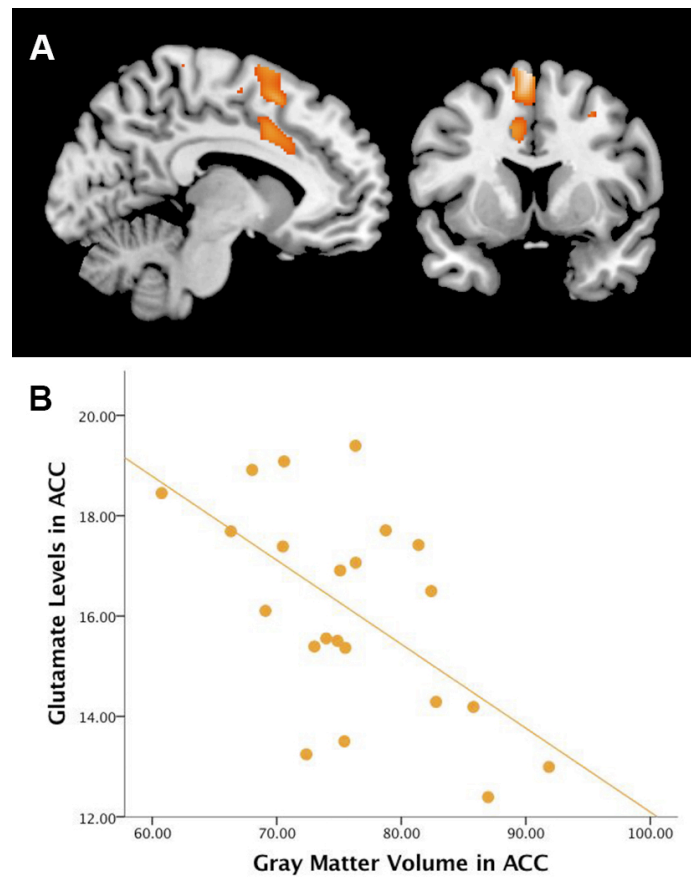 A
B
20.00
18.00
16.00
14.00
12.00
Glutamate Levels in ACC
60.00 70.00 80.00 90.00 100.00
Gray Matter Volume in ACC